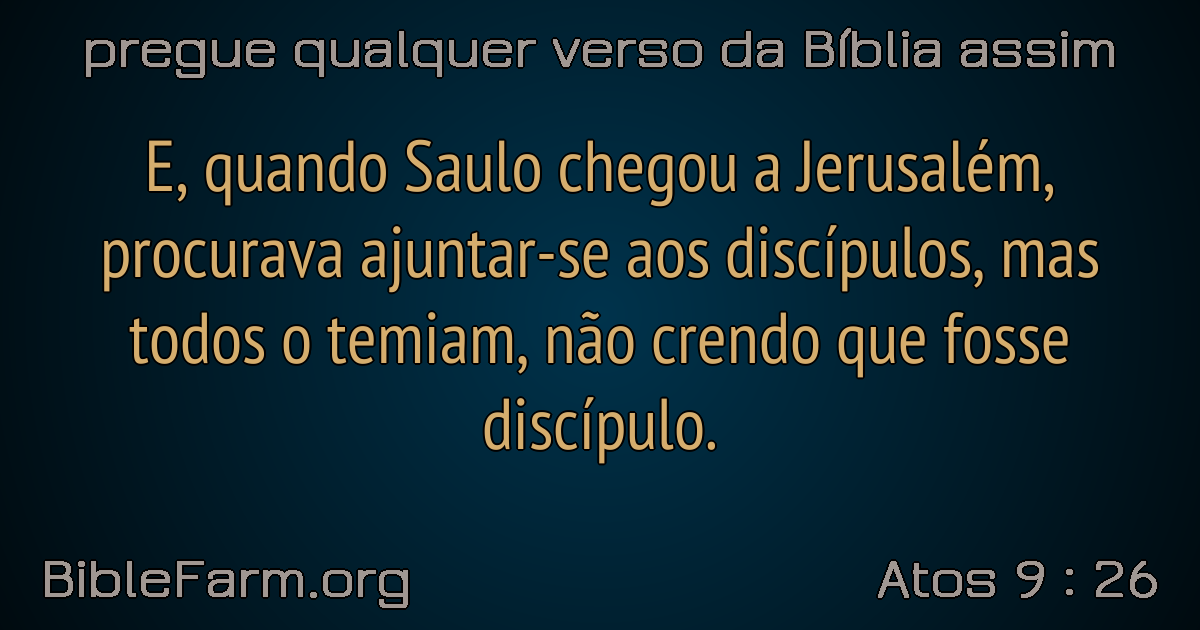 pregue qualquer verso da Bíblia assim
E, quando Saulo chegou a Jerusalém,
procurava ajuntar-se aos discípulos, mas
todos o temiam, não crendo que fosse
discípulo.
BibleFarm.org
Atos 9 : 26